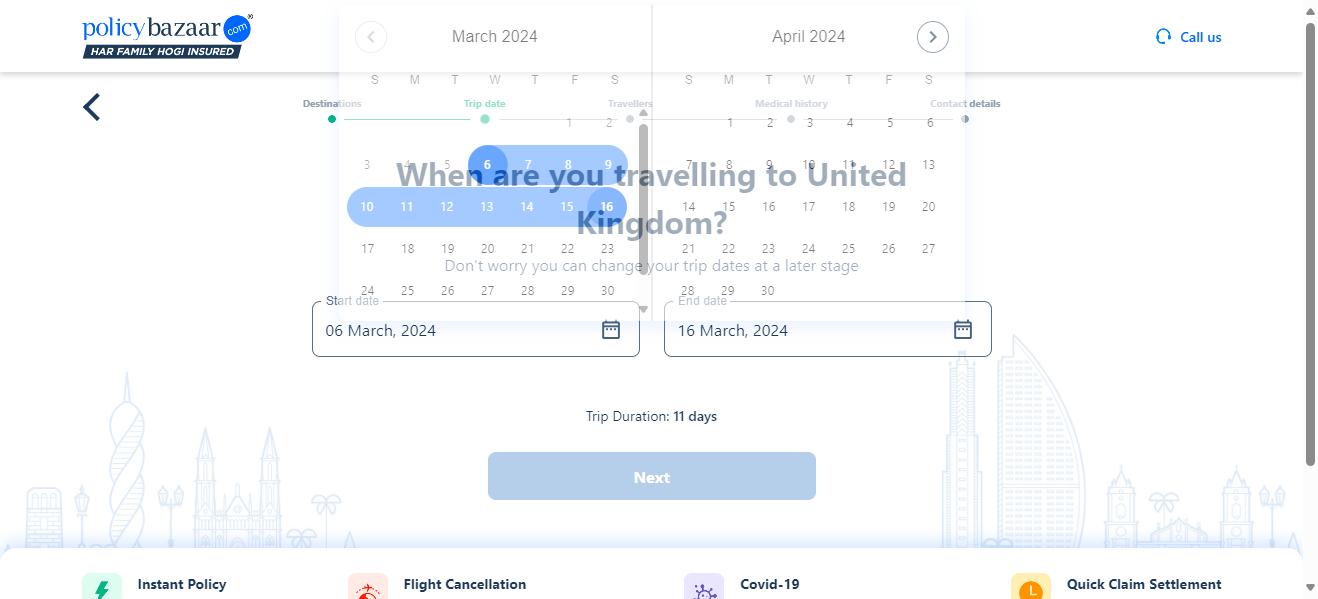 policybazaar.com®
HAR FAMILY HOGI INSURED
Call us
March 2024
April 2024
S M T W T F S
S M T W T F S
Destinations
Trip date
Travellers
Medical history
Contact details
1 2
1 2 3 4 5 6
3 4 5 6 7 8 9
7 8 9 10 11 12 13
When are you travelling to United
10 11 12 13 14 15 16
14 15 16 17 18 19 20
Kingdom?
17 18 19 20 21 22 23
21 22 23 24 25 26 27
Don't worry you can change your trip dates at a later stage
24 25 26 27 28 29 30
28 29 30
Start date
06 March, 2024
End date
16 March, 2024
Trip Duration: 11 days
Next
Instant Policy
Flight Cancellation
Covid-19
Quick Claim Settlement